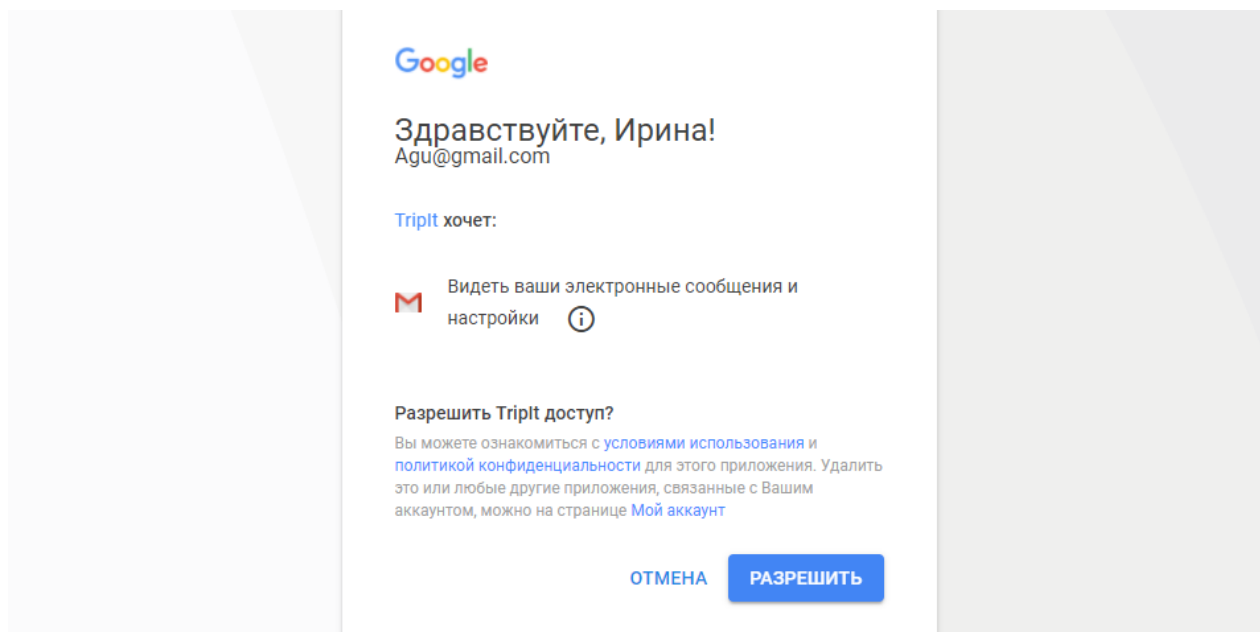 Google
Здравствуйте, Ирина!
Agu@gmail.com
TripIt хочет:
Видеть ваши электронные сообщения и
настройки
Разрешить TripIt доступ?
Вы можете ознакомиться с условиями использования и
политикой конфиденциальности для этого приложения. Удалить
это или любые другие приложения, связанные с Вашим
аккаунтом, можно на странице Мой аккаунт
ОТМЕНА РАЗРЕШИТЬ